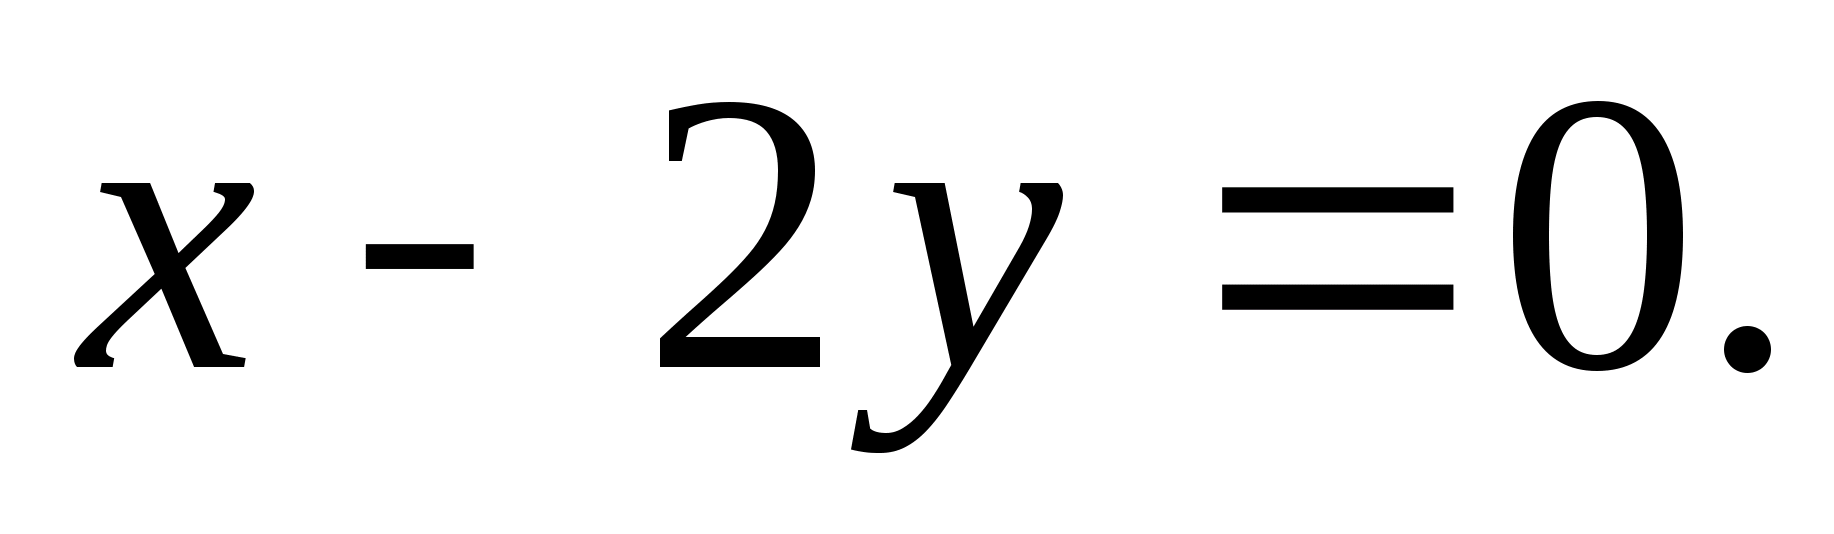 x - 2y =0.